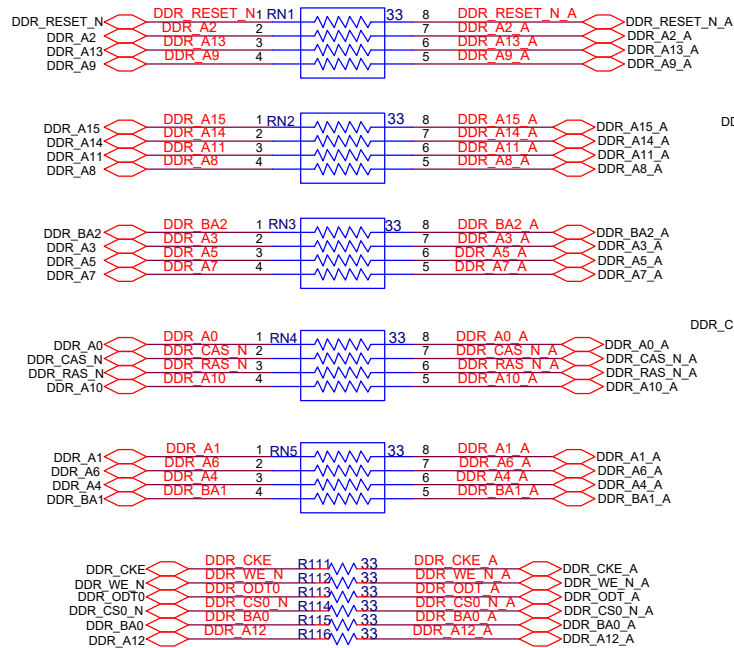 DDR_RESET_N DDR_RESET_N 1 RN1 33 8 DDR_RESET_N_A DDR_RESET_N_A
DDR_A2 DDR_A2 2 7 DDR_A2_A DDR_A2_A
DDR_A13 DDR_A13 3 6 DDR_A13_A DDR_A13_A
DDR_A9 DDR_A9 4 5 DDR_A9_A DDR_A9_A
DDR_A15 DDR_A15 1 RN2 33 8 DDR_A15_A DDR_A15_A DD
DDR_A14 DDR_A14 2 7 DDR_A14_A DDR_A14_A
DDR_A11 DDR_A11 3 6 DDR_A11_A DDR_A11_A
DDR_A8 DDR_A8 4 5 DDR_A8_A DDR_A8_A
DDR_BA2 DDR_BA2 1 RN3 33 8 DDR_BA2_A DDR_BA2_A
DDR_A3 DDR_A3 2 7 DDR_A3_A DDR_A3_A
DDR_A5 DDR_A5 3 6 DDR_A5_A DDR_A5_A
DDR_A7 DDR_A7 4 5 DDR_A7_A DDR_A7_A
DDR_C
DDR_A0 DDR_A0 1 RN4 33 8 DDR_A0_A DDR_A0_A
DDR_CAS_N DDR_CAS_N 2 7 DDR_CAS_N_A DDR_CAS_N_A
DDR_RAS_N DDR_RAS_N 3 6 DDR_RAS_N_A DDR_RAS_N_A
DDR_A10 DDR_A10 4 5 DDR_A10_A DDR_A10_A
DDR_A1 DDR_A1 1 RN5 33 8 DDR_A1_A DDR_A1_A
DDR_A6 DDR_A6 2 7 DDR_A6_A DDR_A6_A
DDR_A4 DDR_A4 3 6 DDR_A4_A DDR_A4_A
DDR_BA1 DDR_BA1 4 5 DDR_BA1_A DDR_BA1_A
DDR_CKE DDR_CKE R111 33 DDR_CKE_A DDR_CKE_A
DDR_WE_N DDR_WE_N R112 33 DDR_WE_N_A DDR_WE_N_A
DDR_ODT0 DDR_ODT0 R113 33 DDR_ODT_A DDR_ODT_A
DDR_CS0_N DDR_CS0_N R114 33 DDR_CS0_N_A DDR_CS0_N_A
DDR_BA0 DDR_BA0 R115 33 DDR_BA0_A DDR_BA0_A
DDR_A12 DDR_A12 R116 33 DDR_A12_A DDR_A12_A